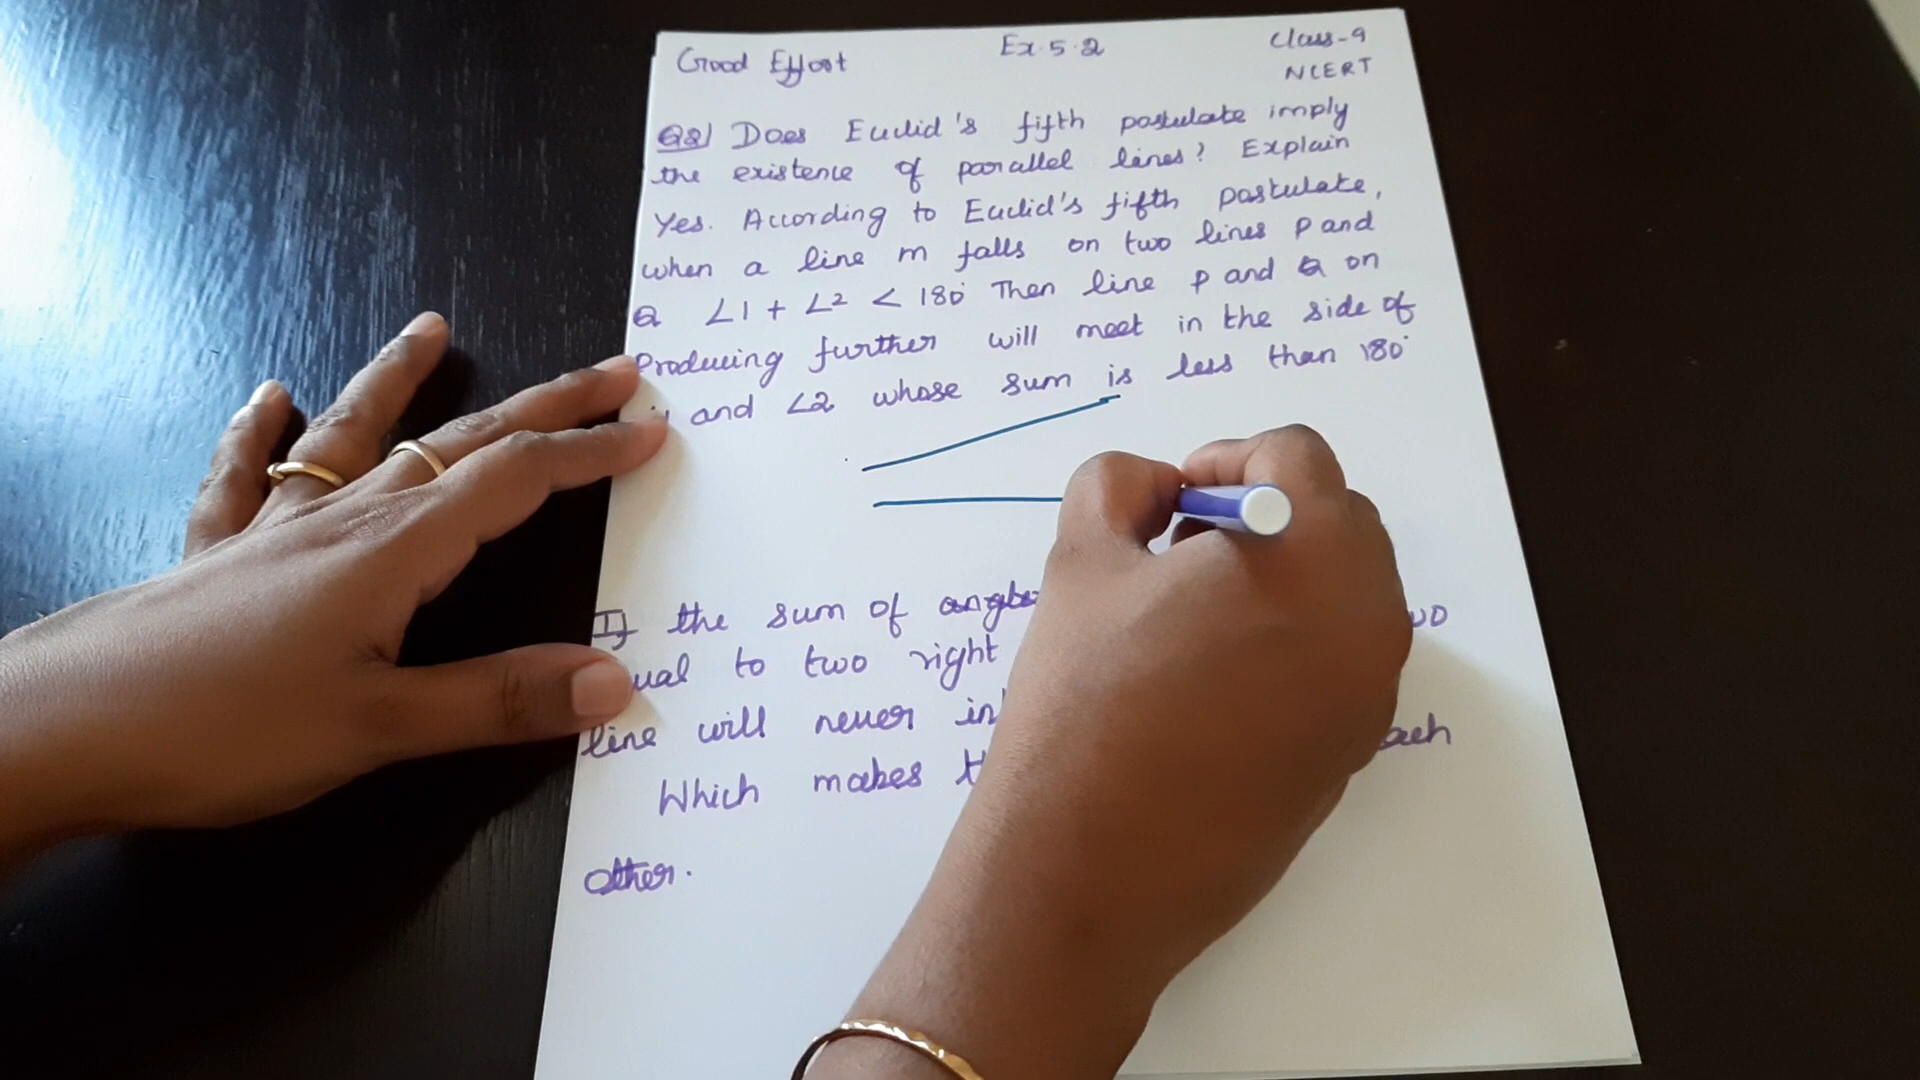 Good Effort
Ex. 5.2
Class-9
NCERT
Q2) Does Euclid's fifth postulate imply
the existence of parallel lines? Explain
Yes. According to Euclid's fifth postulate,
when a line m falls on two lines P and
Q ∠1 + ∠2 < 180° Then line P and Q on
Producing further will meet in the side of
and ∠2 whose sum is less than 180°
If the sum of
to two right
line will never
Which makes
other.